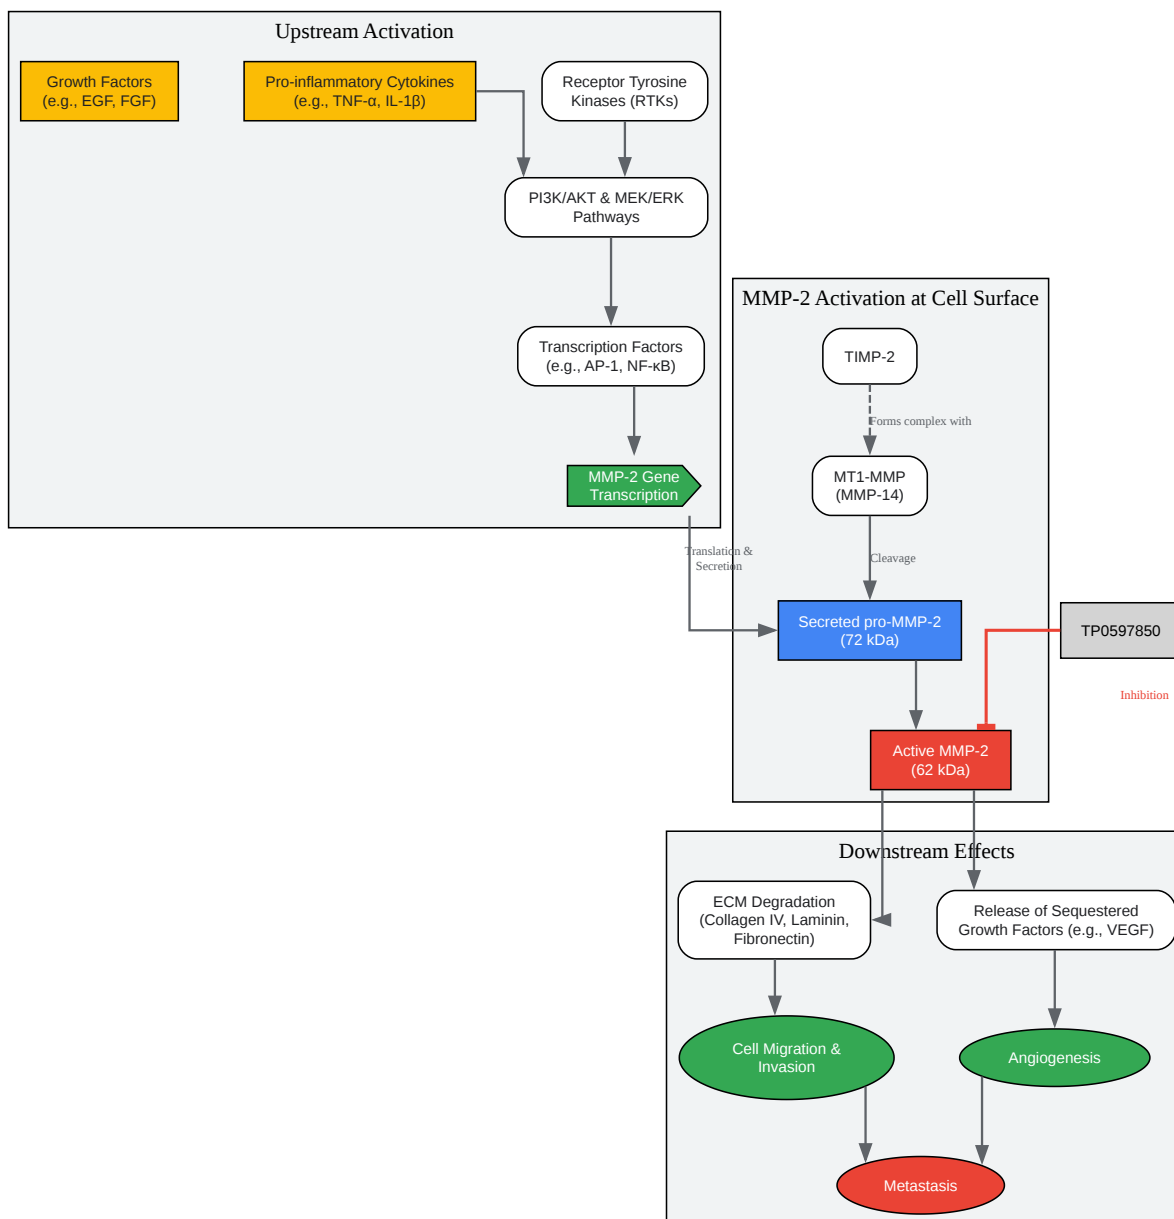 Upstream Activation
Growth Factors
(e.g., EGF, FGF)
Pro-inflammatory Cytokines
(e.g., TNF-α, IL-1β)
Receptor Tyrosine
Kinases (RTKs)
PI3K/AKT & MEK/ERK
Pathways
Transcription Factors
(e.g., AP-1, NF-κB)
MMP-2 Gene
Transcription
Translation &
Secretion
MMP-2 Activation at Cell Surface
TIMP-2
Forms complex with
MT1-MMP
(MMP-14)
Cleavage
Secreted pro-MMP-2
(72 kDa)
TP0597850
Inhibition
Active MMP-2
(62 kDa)
Downstream Effects
ECM Degradation
(Collagen IV, Laminin,
Fibronectin)
Release of Sequestered
Growth Factors (e.g., VEGF)
Cell Migration &
Invasion
Angiogenesis
Metastasis